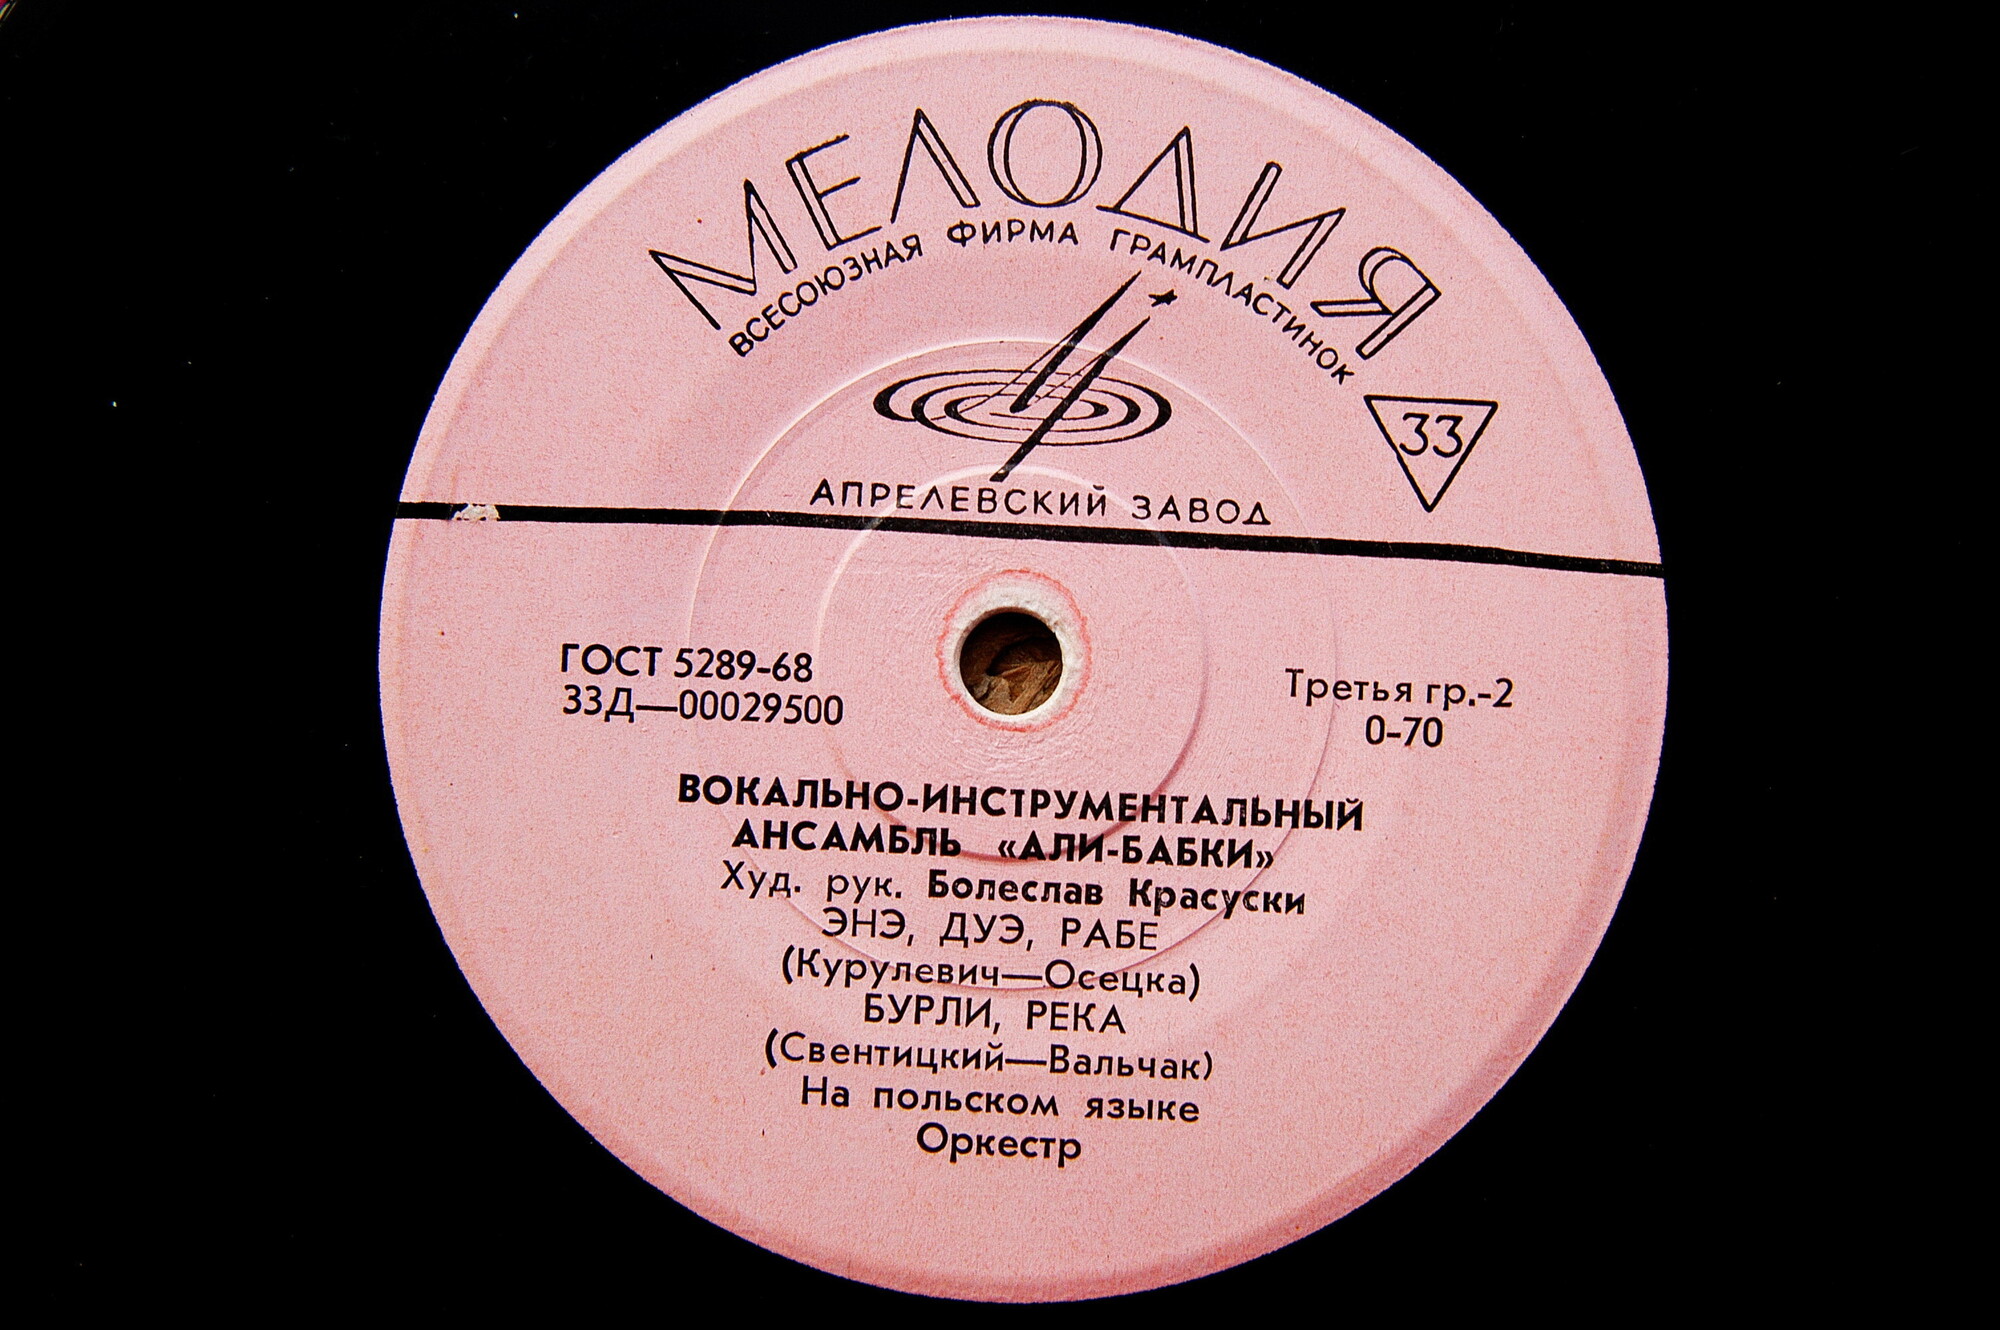 МЕЛОДИЯ
ВСЕСОЮЗНАЯ ФИРМА ГРАМПЛАСТИНОК
33
АПРЕЛЕВСКИЙ ЗАВОД
ГОСТ 5289-68
33Д—00029500
Третья гр.-2
0-70
ВОКАЛЬНО-ИНСТРУМЕНТАЛЬНЫЙ
АНСАМБЛЬ «АЛИ-БАБКИ»
Худ. рук. Болеслав Красуски
ЭНЭ, ДУЭ, РАБЕ
(Курулевич—Осецка)
БУРЛИ, РЕКА
(Свентицкий—Вальчак)
На польском языке
Оркестр